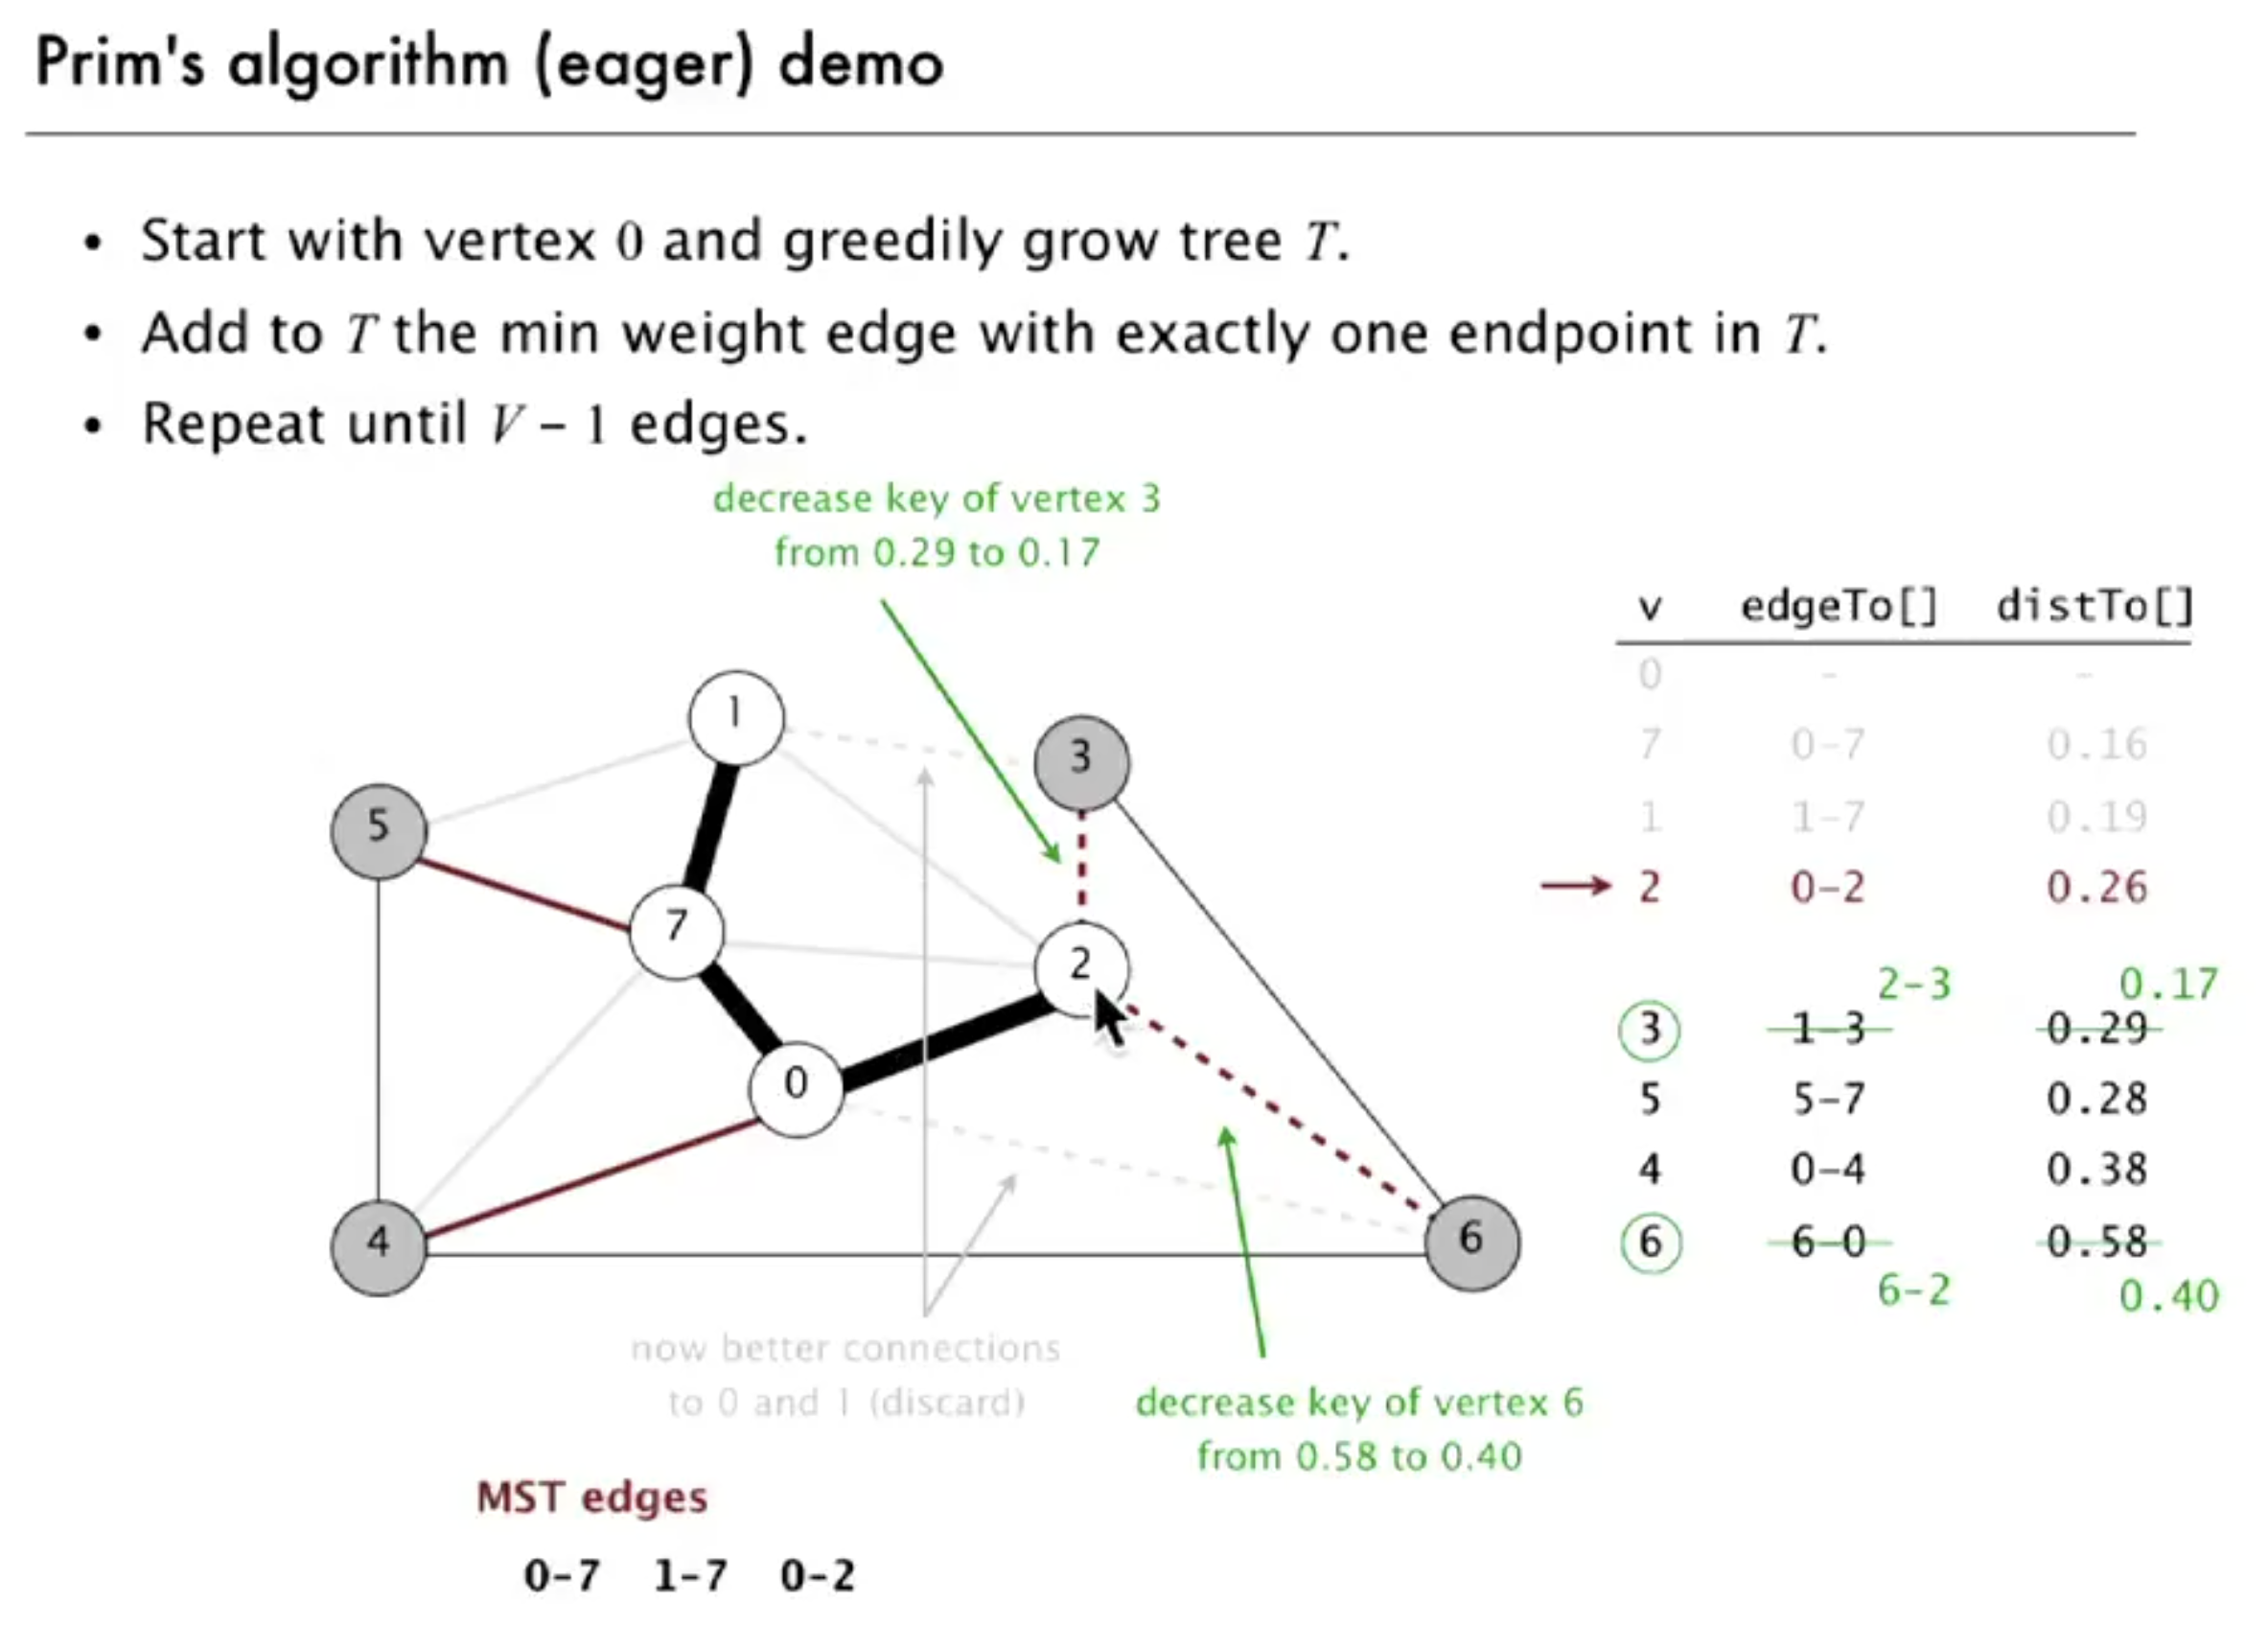 Prim's algorithm (eager) demo
• Start with vertex 0 and greedily grow tree T.
• Add to T the min weight edge with exactly one endpoint in T.
• Repeat until V – 1 edges.
decrease key of vertex 3
from 0.29 to 0.17
1
3
5
7
2
0
4
6
now better connections
to 0 and 1 (discard)
decrease key of vertex 6
from 0.58 to 0.40
MST edges
0–7 1–7 0–2
v edgeTo[] distTo[]
0 – –
7 0–7 0.16
1 1–7 0.19
2 0–2 0.26
2–3 0.17
3 1–3 0.29
5 5–7 0.28
4 0–4 0.38
6 6–0 0.58
6–2 0.40